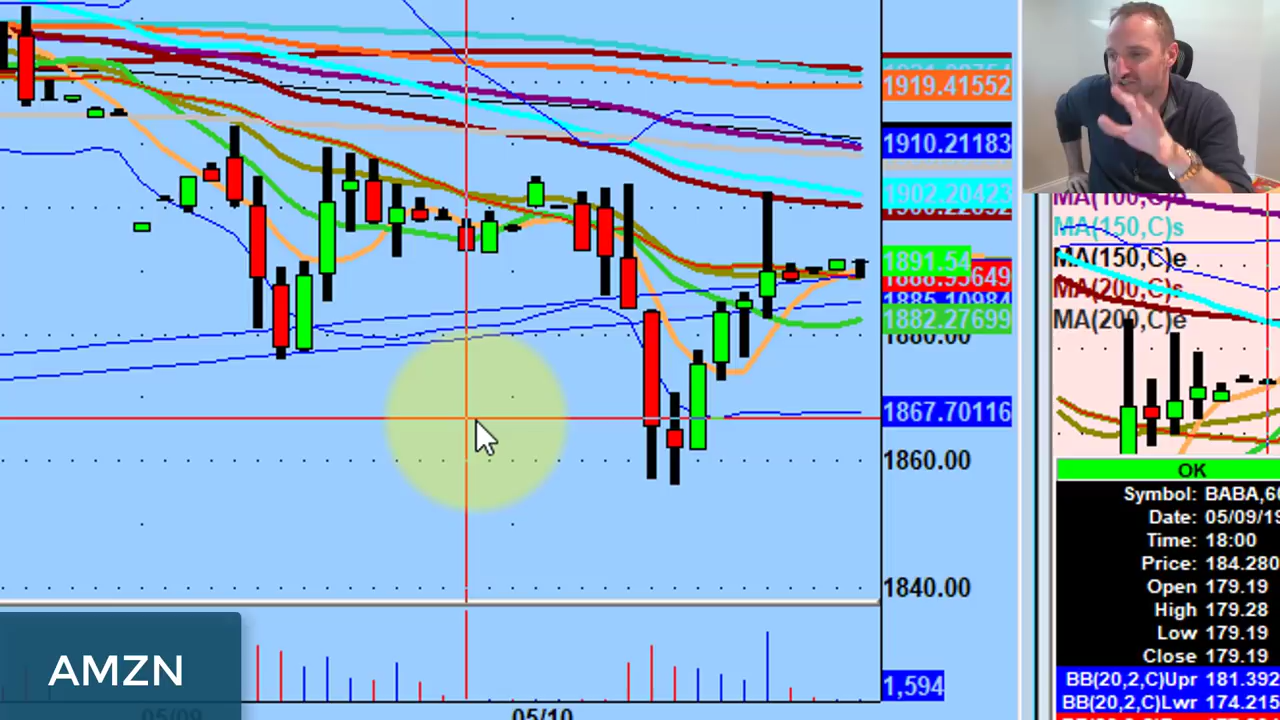 1919.41552
1910.21183
1902.20423
1891.54
1882.27699
1880.00
1867.70116
1860.00
1840.00
1,594
05/10
AMZN
MA(150,C)s
MA(150,C)e
MA(200,C)s
MA(200,C)e
OK
Symbol: BABA,6
Date: 05/09/19
Time: 18:00
Price: 184.280
Open 179.19
High 179.28
Low 179.19
Close 179.19
BB(20,2,C)Upr 181.392
BB(20,2,C)Lwr 174.215